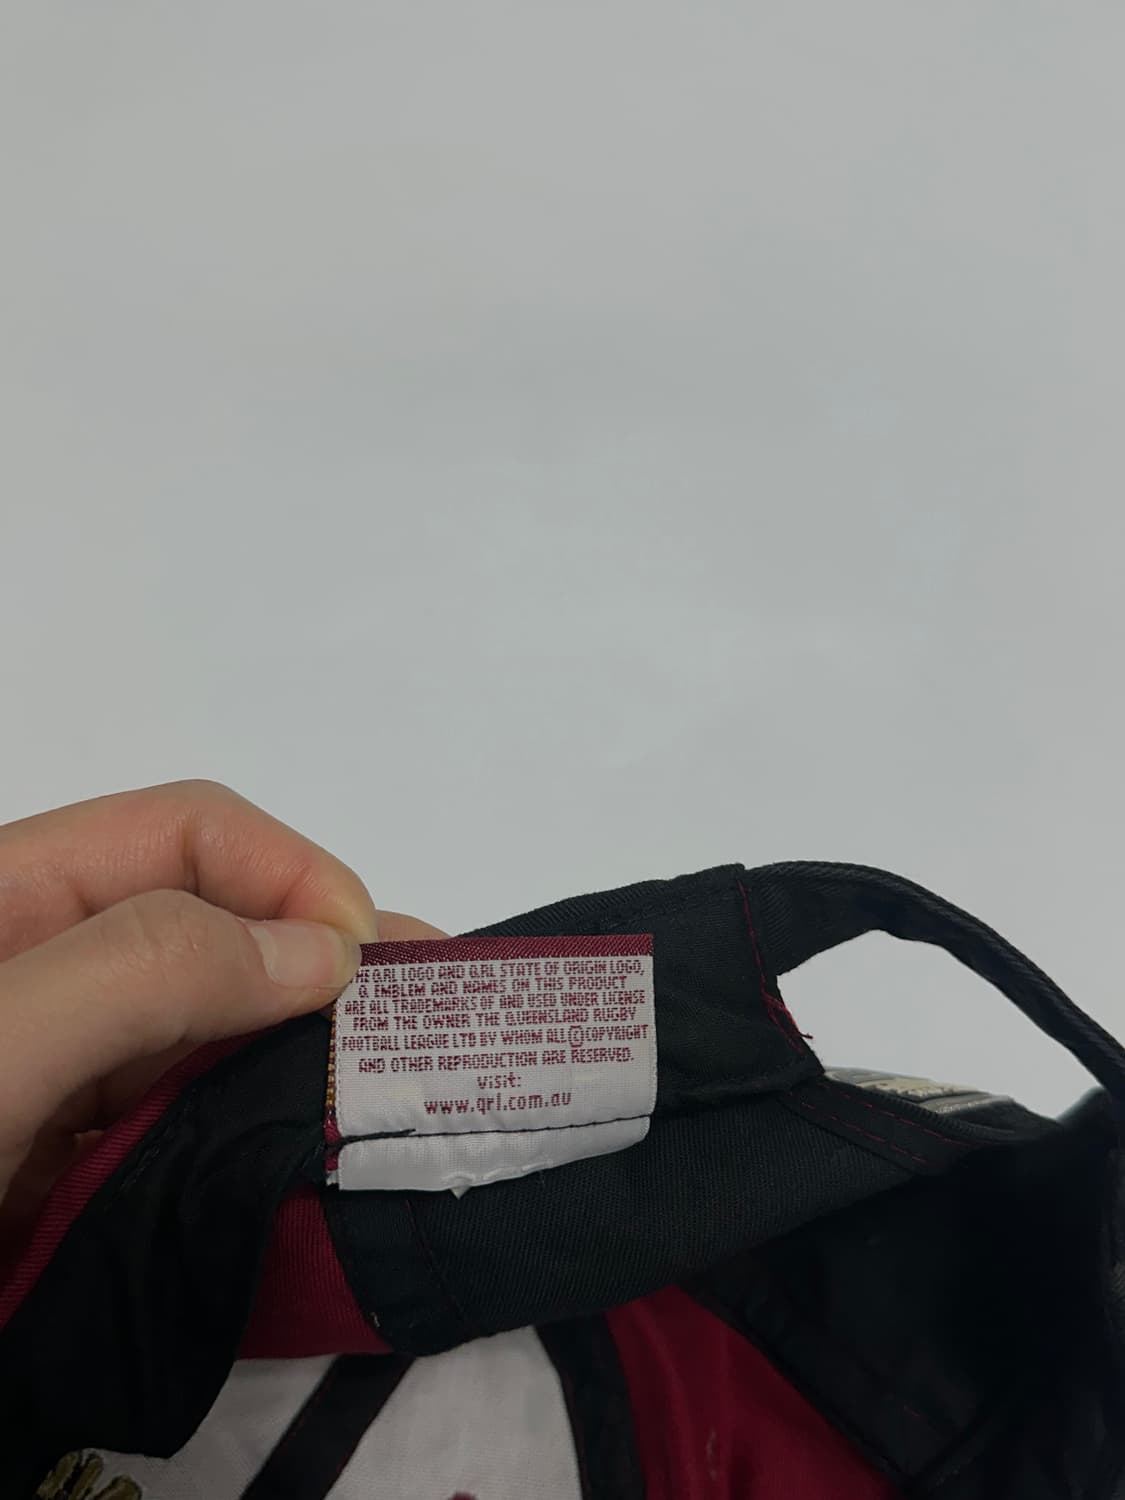 THE QRL LOGO AND QRL STATE OF ORIGIN LOGO,
Q EMBLEM AND NAMES ON THIS PRODUCT
ARE ALL TRADEMARKS OF AND USED UNDER LICENSE
FROM THE OWNER THE QUEENSLAND RUGBY
FOOTBALL LEAGUE LTD BY WHOM ALL © COPYRIGHT
AND OTHER REPRODUCTION ARE RESERVED.
visit:
www.qrl.com.au